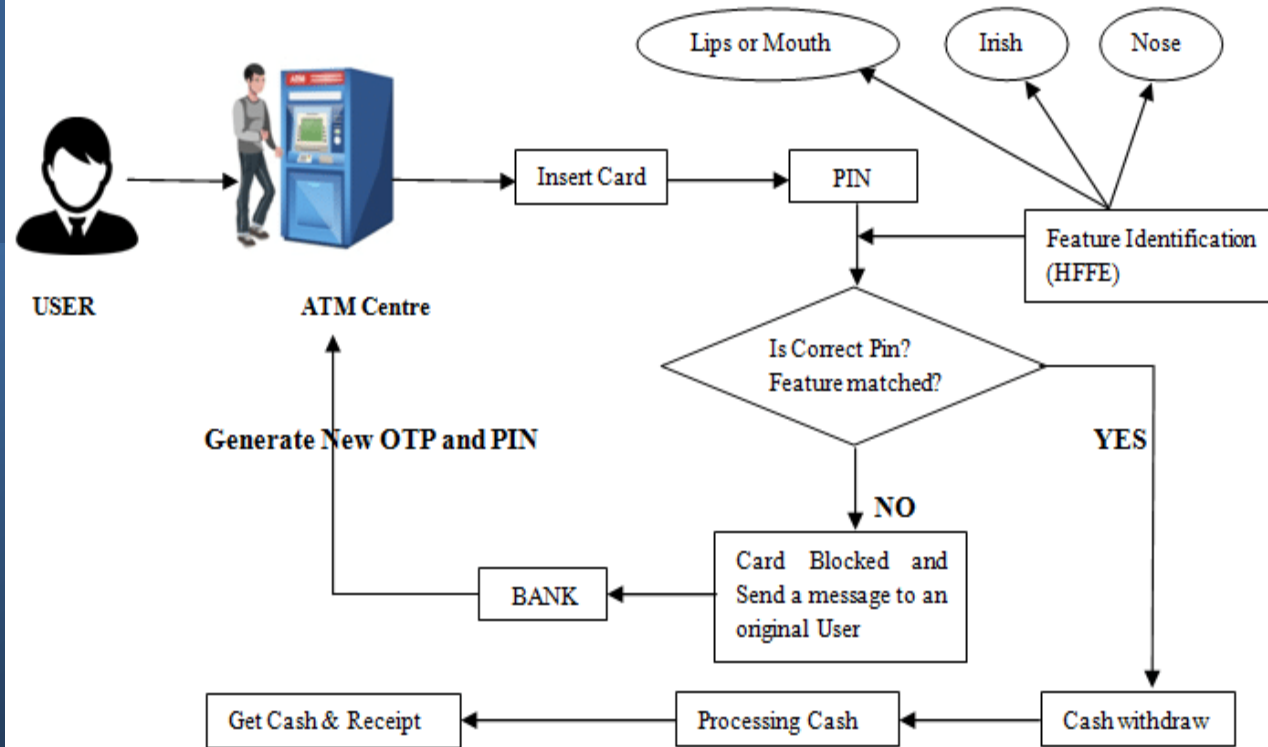 Lips or Mouth
Irish
Nose
ATM
Insert Card
PIN
Feature Identification
(HFFE)
USER
ATM Centre
Is Correct Pin?
Feature matched?
Generate New OTP and PIN
YES
NO
Card Blocked and
Send a message to an
original User
BANK
Get Cash & Receipt
Processing Cash
Cash withdraw